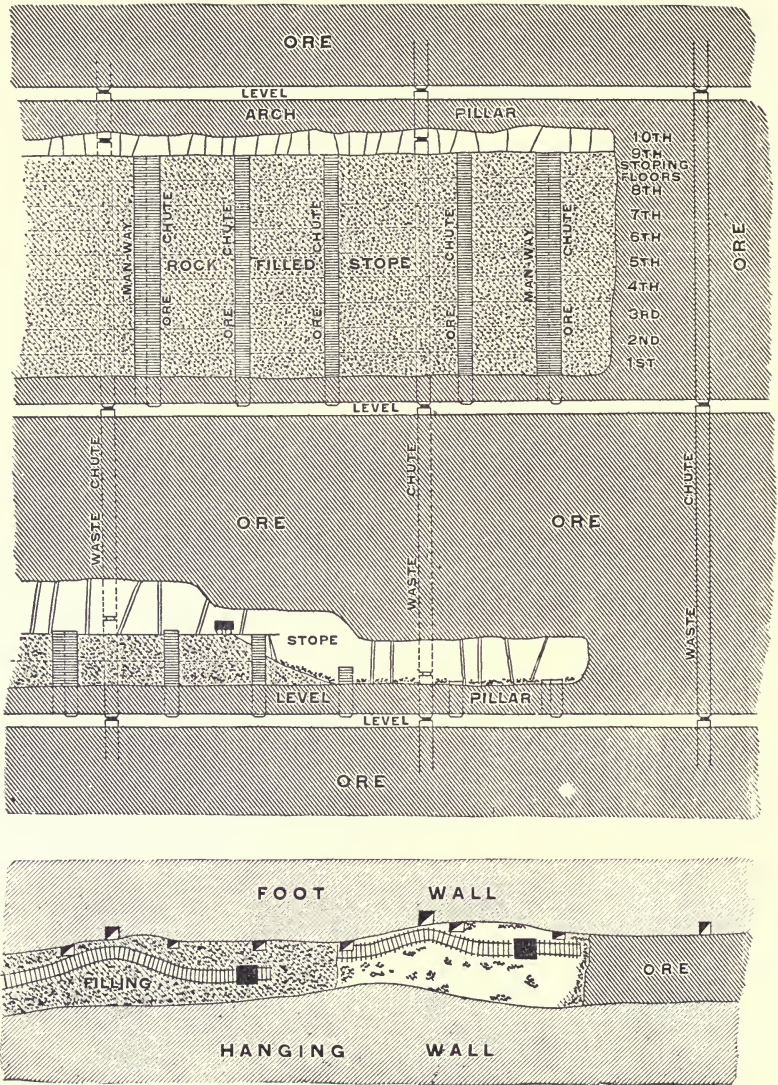 ORE
LEVEL
ARCH PILLAR
10TH
9TH
STOPING
FLOORS
8TH
7TH
6TH
5TH
4TH
3RD
2ND
1ST
MAN-WAY
ORE CHUTE
ROCK FILLED STOPE
ORE CHUTE
ORE CHUTE
ORE CHUTE
MAN-WAY
ORE CHUTE
ORE
LEVEL
WASTE CHUTE
ORE
WASTE CHUTE
ORE
WASTE CHUTE
STOPE
LEVEL PILLAR
LEVEL
ORE
FOOT WALL
FILLING
ORE
HANGING WALL